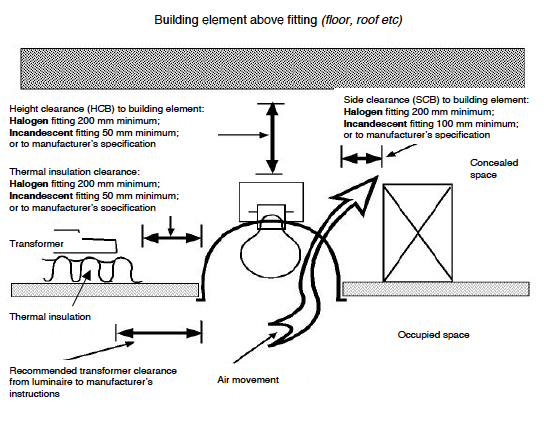 Building element above fitting (floor, roof etc)
Height clearance (HCB) to building element:
Halogen fitting 200 mm minimum;
Incandescent fitting 50 mm minimum;
or to manufacturer's specification
Side clearance (SCB) to building element:
Halogen fitting 200 mm minimum;
Incandescent fitting 100 mm minimum;
or to manufacturer's specification
Concealed
space
Thermal insulation clearance:
Halogen fitting 200 mm minimum;
Incandescent fitting 50 mm minimum;
or to manufacturer's specification
Transformer
Thermal insulation
Occupied space
Recommended transformer clearance
from luminaire to manufacturer's
instructions
Air movement